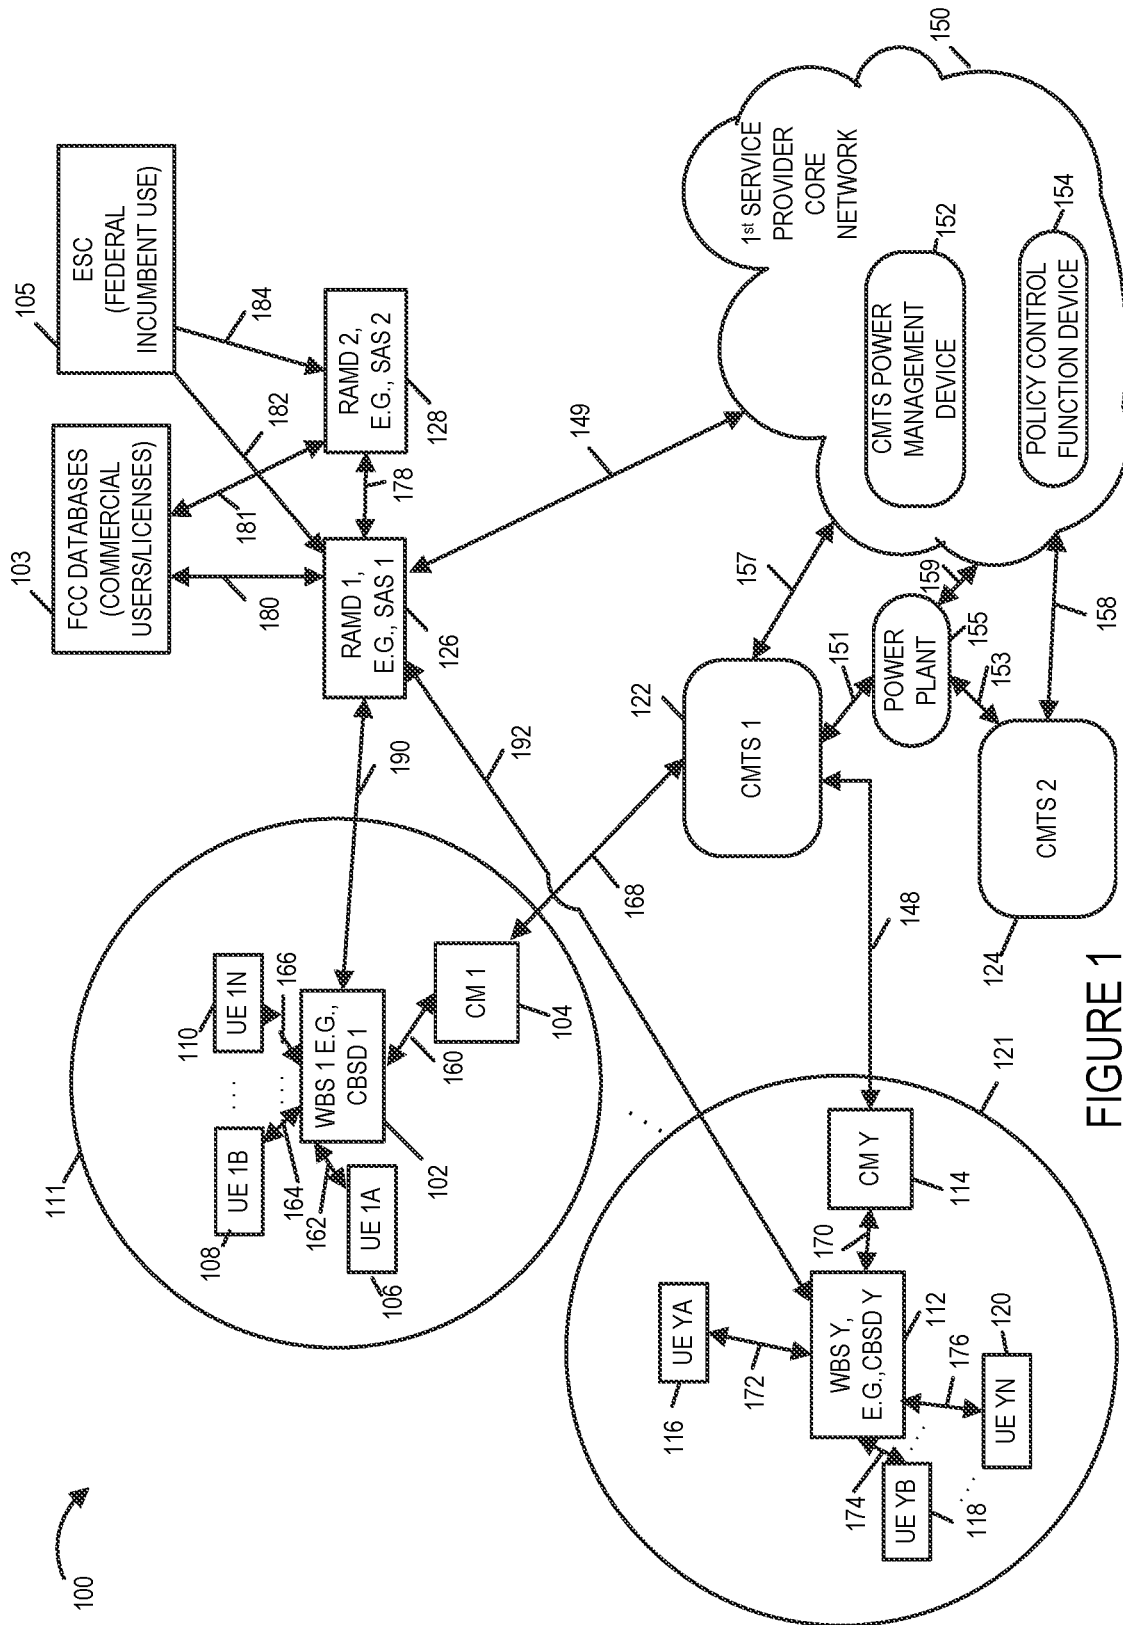 100
111
110
UE 1N
166
108
UE 1B
. . .
. . . .
164
162
WBS 1 E.G.,
CBSD 1
102
UE 1A
106
160
CM 1
104
190
192
168
103
FCC DATABASES
(COMMERCIAL
USERS/LICENSES)
105
ESC
(FEDERAL
INCUMBENT USE)
180
181
182
184
RAMD 1,
E.G., SAS 1
126
178
RAMD 2,
E.G., SAS 2
128
149
. . .
UE YA
116
172
WBS Y,
E.G.,CBSD Y
112
170
CM Y
114
121
174
176
. . . .
UE YB
118
. . .
UE YN
120
148
122
CMTS 1
157
151
POWER
PLANT
155
159
153
CMTS 2
124
158
150
1st SERVICE
PROVIDER
CORE
NETWORK
CMTS POWER
MANAGEMENT
DEVICE
152
POLICY CONTROL
FUNCTION DEVICE
154
FIGURE 1